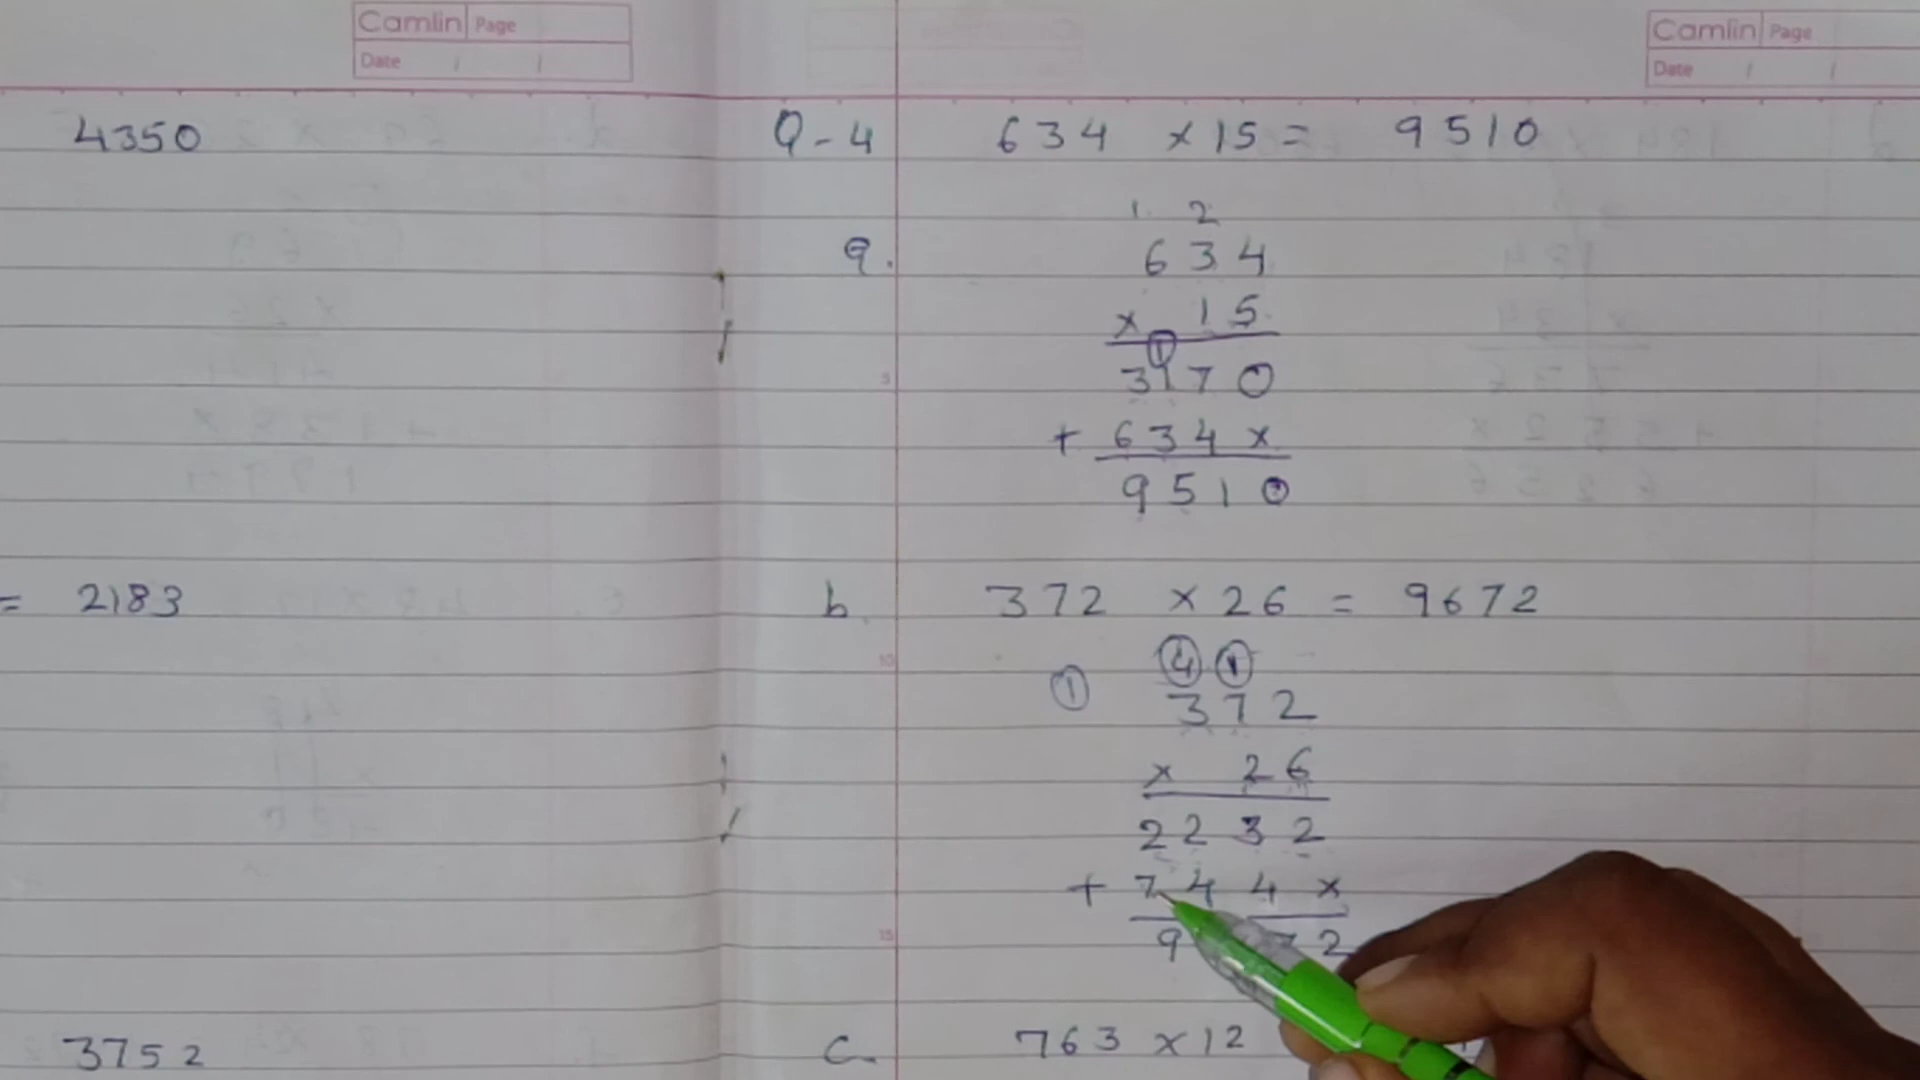 Camlin Page
Date / /
Camlin Page
Date / /
4350
Q-4 634 × 15 = 9510
1 2
a. 634
× 15
1
3170
+ 634×
9510
= 2183
b. 372 × 26 = 9672
4 1
1 372
× 26
2232
+ 744×
9 72
3752
c. 763 × 12